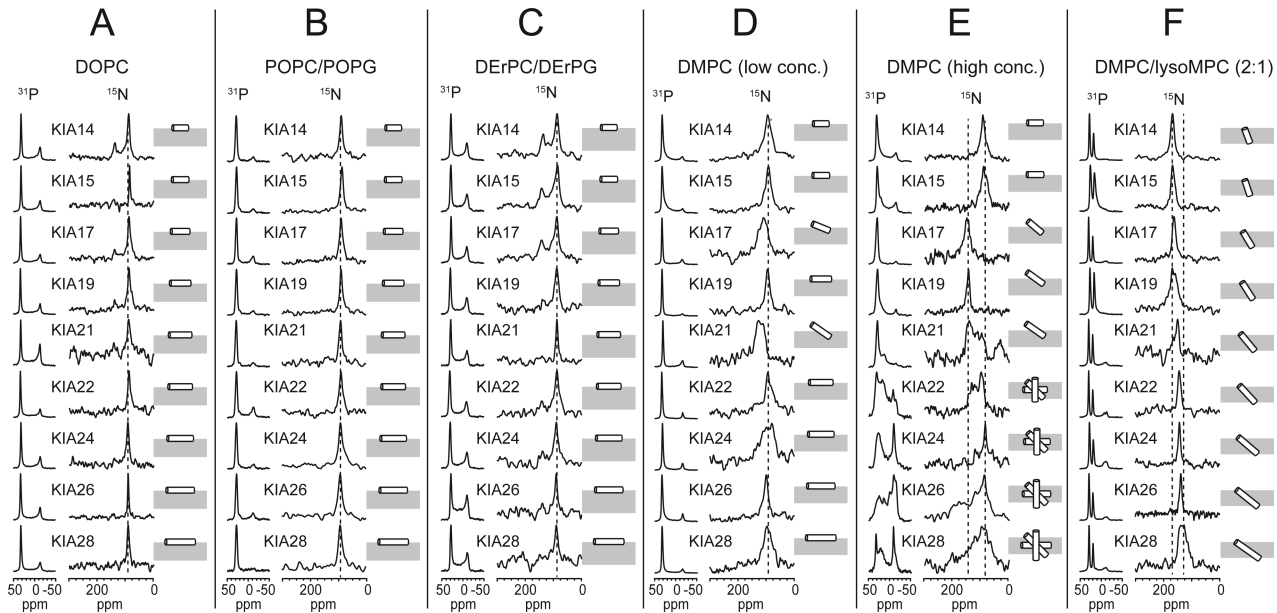 A B C D E F
DOPC POPC/POPG DErPC/DErPG DMPC (low conc.) DMPC (high conc.) DMPC/lysoMPC (2:1)
31P 15N 31P 15N 31P 15N 31P 15N 31P 15N 31P 15N
KIA14 KIA14 KIA14 KIA14 KIA14 KIA14
KIA15 KIA15 KIA15 KIA15 KIA15 KIA15
KIA17 KIA17 KIA17 KIA17 KIA17 KIA17
KIA19 KIA19 KIA19 KIA19 KIA19 KIA19
KIA21 KIA21 KIA21 KIA21 KIA21 KIA21
KIA22 KIA22 KIA22 KIA22 KIA22 KIA22
KIA24 KIA24 KIA24 KIA24 KIA24 KIA24
KIA26 KIA26 KIA26 KIA26 KIA26 KIA26
KIA28 KIA28 KIA28 KIA28 KIA28 KIA28
50 0 -50 200 0 50 0 -50 200 0 50 0 -50 200 0 50 0 -50 200 0 50 0 -50 200 0 50 0 -50 200 0
ppm ppm ppm ppm ppm ppm ppm ppm ppm ppm ppm ppm